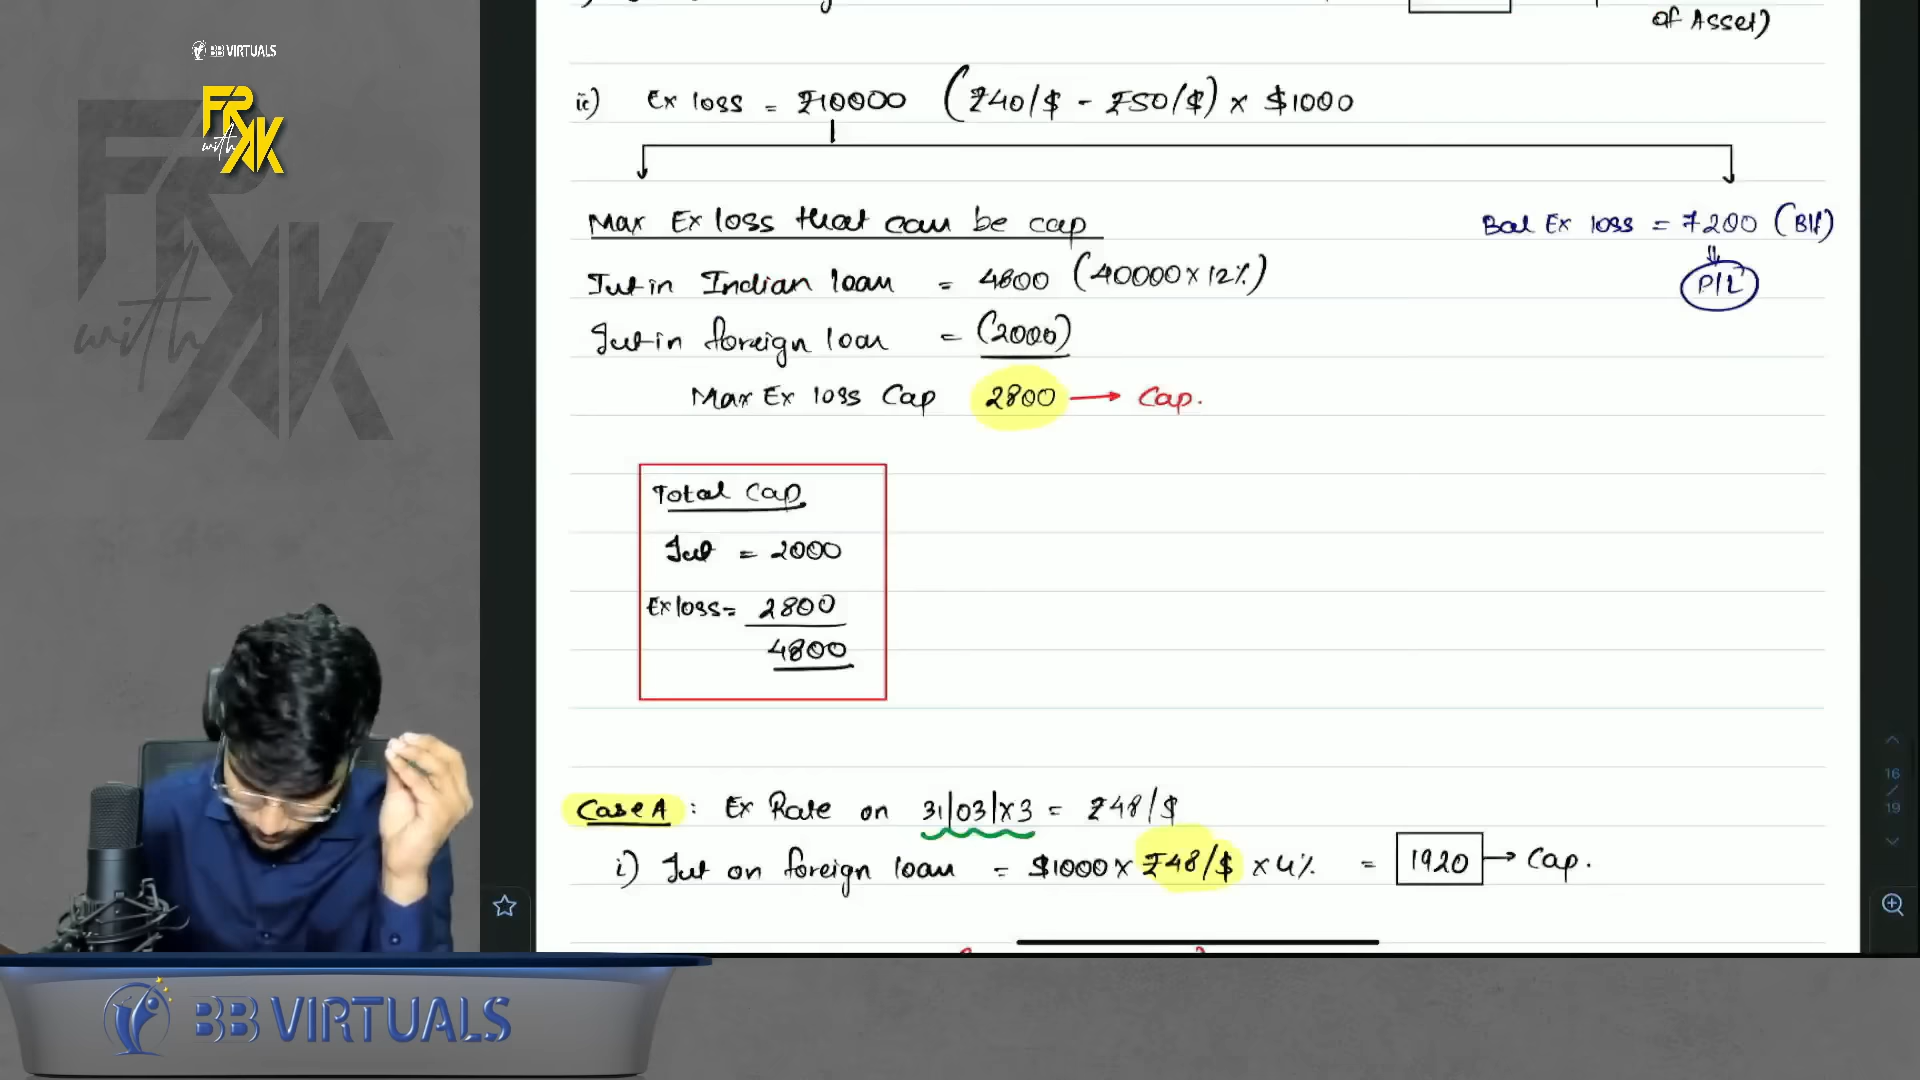 BB VIRTUALS
FR
with
KK
of Asset)
ii) Ex loss = ₹10000 (₹40/$ - ₹50/$) × $1000
Max Ex loss that can be cap
Bal Ex loss = 7200 (B/f)
Int in Indian loan = 4800 (40000 × 12%)
P/L
Int in foreign loan = (2000)
Max Ex loss Cap 2800 → Cap.
Total Cap
Int = 2000
Ex loss = 2800
4800
Case A : Ex Rate on 31/03/X3 = ₹48/$
i) Int on foreign loan = $1000 × ₹48/$ × 4% = 1920 → Cap.
16
/
19
BB VIRTUALS